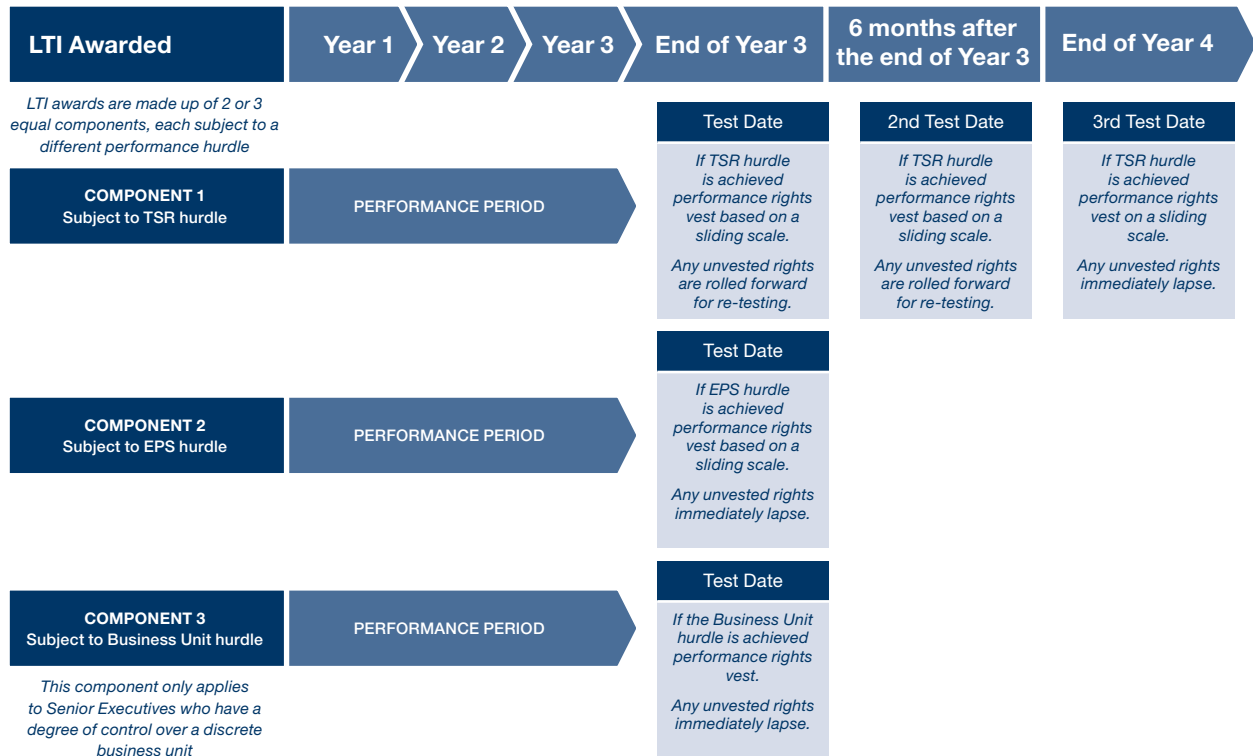 LTI Awarded
Year 1
Year 2
Year 3
End of Year 3
6 months after
the end of Year 3
End of Year 4
LTI awards are made up of 2 or 3
equal components, each subject to a
different performance hurdle
COMPONENT 1
Subject to TSR hurdle
PERFORMANCE PERIOD
Test Date
If TSR hurdle
is achieved
performance rights
vest based on a
sliding scale.
Any unvested rights
are rolled forward
for re-testing.
2nd Test Date
If TSR hurdle
is achieved
performance rights
vest based on a
sliding scale.
Any unvested rights
are rolled forward
for re-testing.
3rd Test Date
If TSR hurdle
is achieved
performance rights
vest on a sliding
scale.
Any unvested rights
immediately lapse.
COMPONENT 2
Subject to EPS hurdle
PERFORMANCE PERIOD
Test Date
If EPS hurdle
is achieved
performance rights
vest based on a
sliding scale.
Any unvested rights
immediately lapse.
COMPONENT 3
Subject to Business Unit hurdle
This component only applies
to Senior Executives who have a
degree of control over a discrete
business unit
PERFORMANCE PERIOD
Test Date
If the Business Unit
hurdle is achieved
performance rights
vest.
Any unvested rights
immediately lapse.